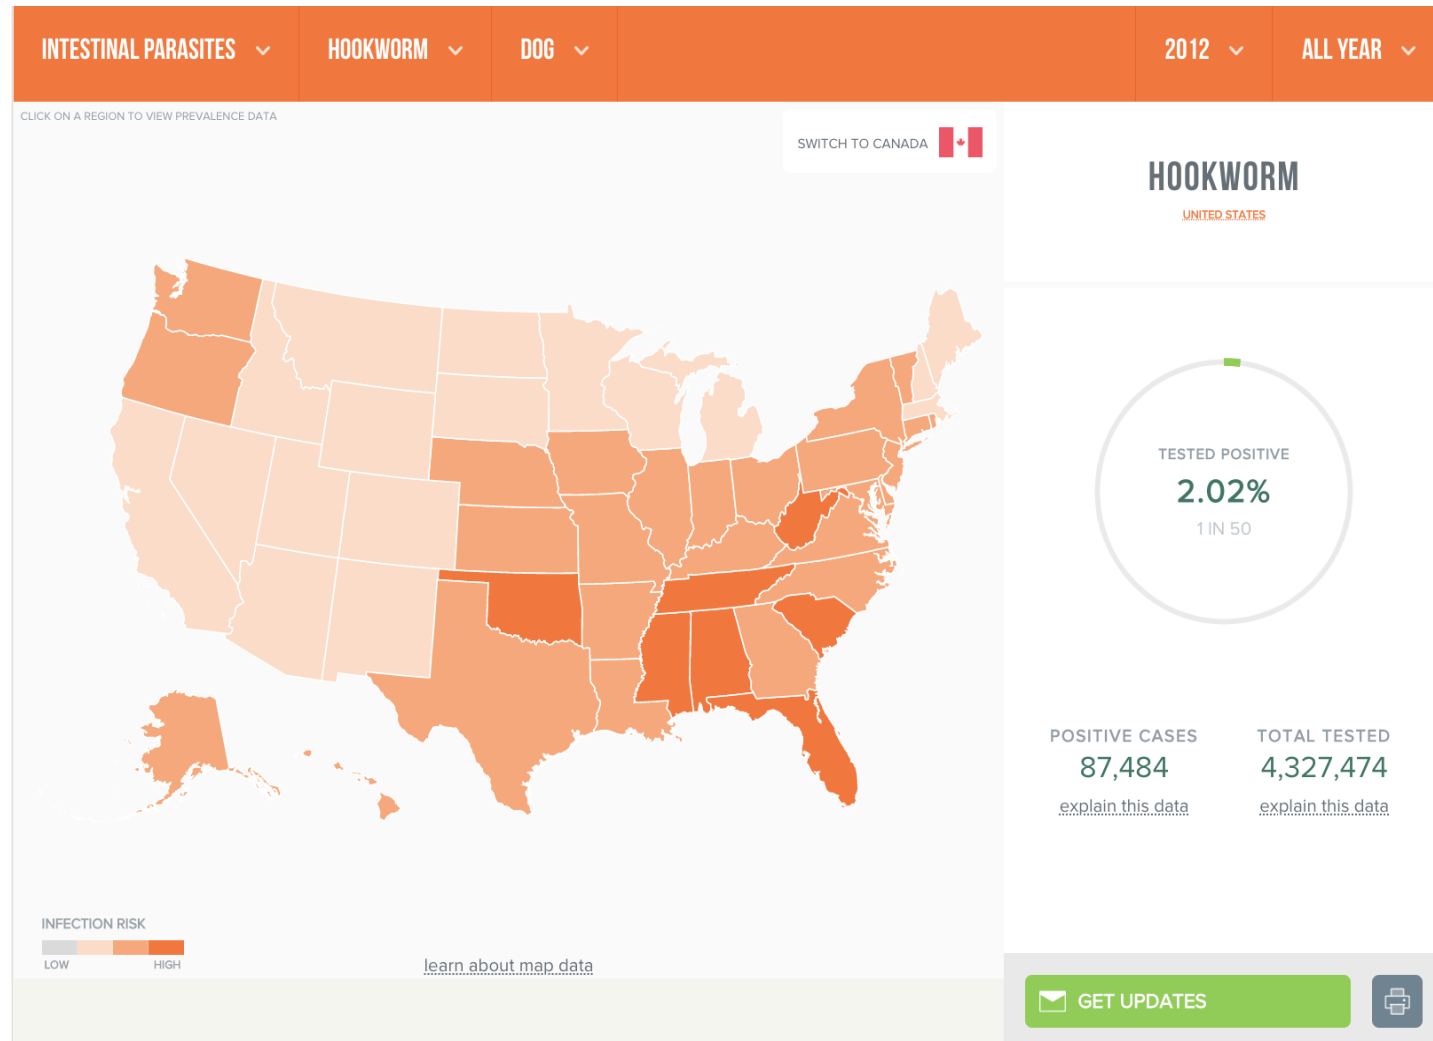 INTESTINAL PARASITES
HOOKWORM
DOG
2012
ALL YEAR
CLICK ON A REGION TO VIEW PREVALENCE DATA
SWITCH TO CANADA
HOOKWORM
UNITED STATES
TESTED POSITIVE
2.02%
1 IN 50
POSITIVE CASES
87,484
explain this data
TOTAL TESTED
4,327,474
explain this data
INFECTION RISK
LOW
HIGH
learn about map data
GET UPDATES